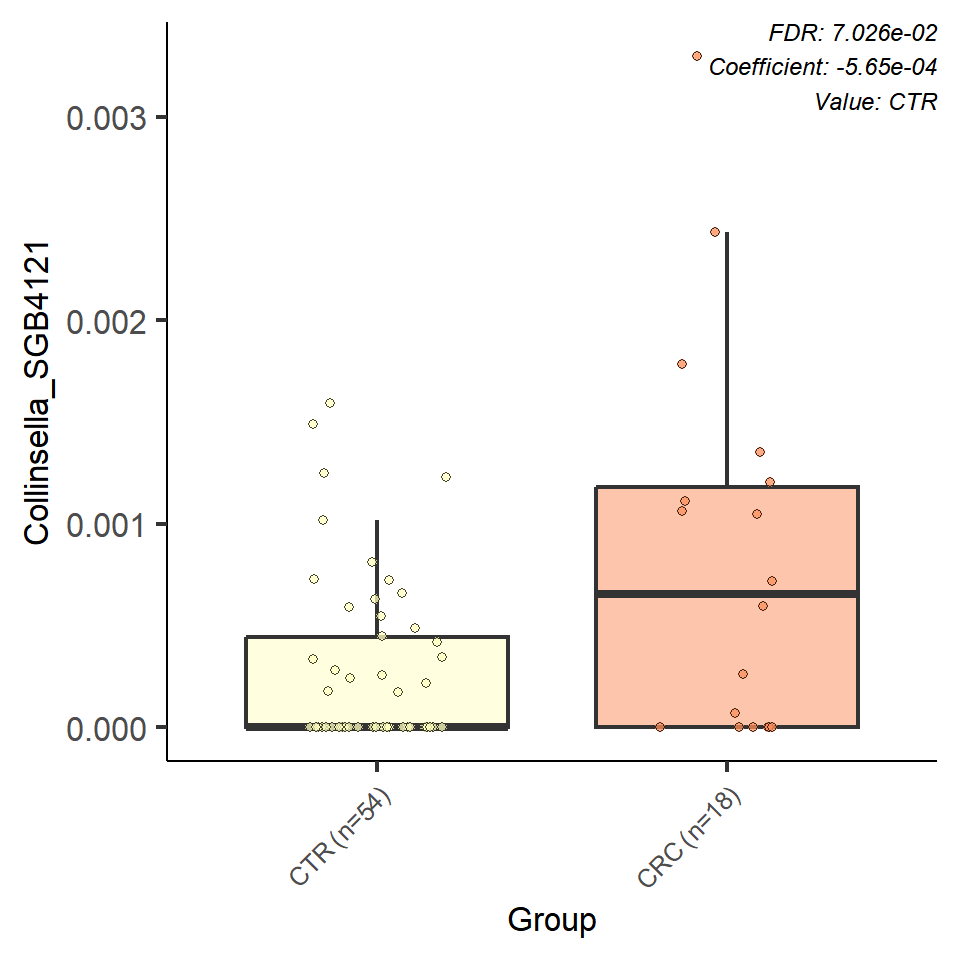 FDR: 7.026e-02
Coefficient: -5.65e-04
Value: CTR
Collinsella_SGB4121
0.003
0.002
0.001
0.000
CTR (n=54)
CRC (n=18)
Group